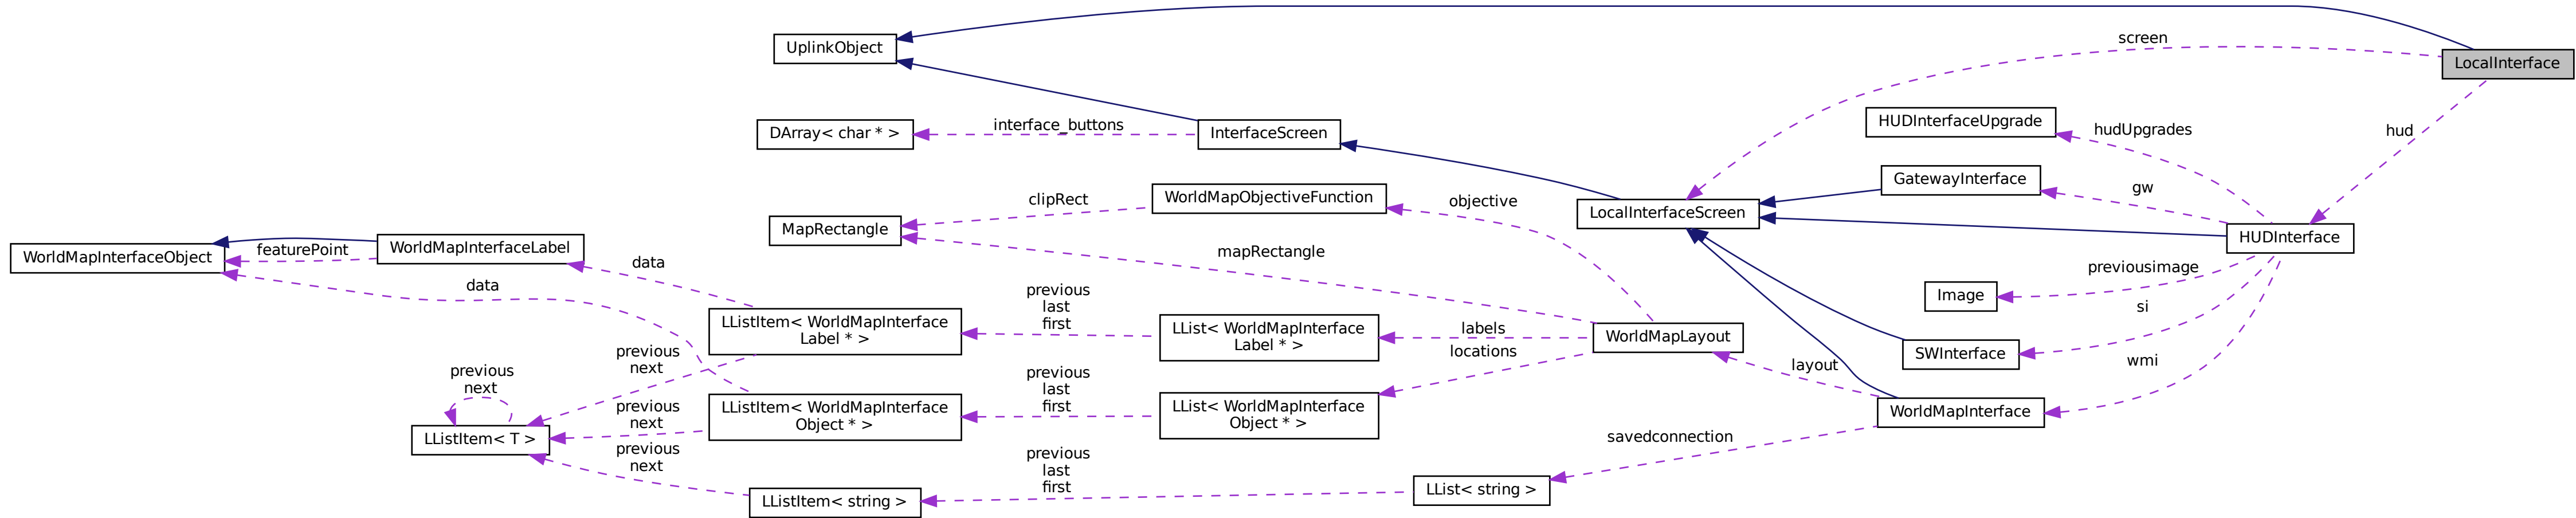 UplinkObject
screen
LocalInterface
DArray< char * >
interface_buttons
InterfaceScreen
HUDInterfaceUpgrade
hudUpgrades
hud
GatewayInterface
gw
clipRect
WorldMapObjectiveFunction
objective
LocalInterfaceScreen
MapRectangle
HUDInterface
WorldMapInterfaceObject
featurePoint
WorldMapInterfaceLabel
mapRectangle
data
data
previousimage
Image
previous
last
first
si
LListItem< WorldMapInterface
Label * >
LList< WorldMapInterface
Label * >
labels
WorldMapLayout
locations
SWInterface
previous
next
wmi
layout
previous
next
previous
last
first
LListItem< WorldMapInterface
Object * >
LList< WorldMapInterface
Object * >
WorldMapInterface
previous
next
LListItem< T >
savedconnection
previous
next
previous
last
first
LListItem< string >
LList< string >